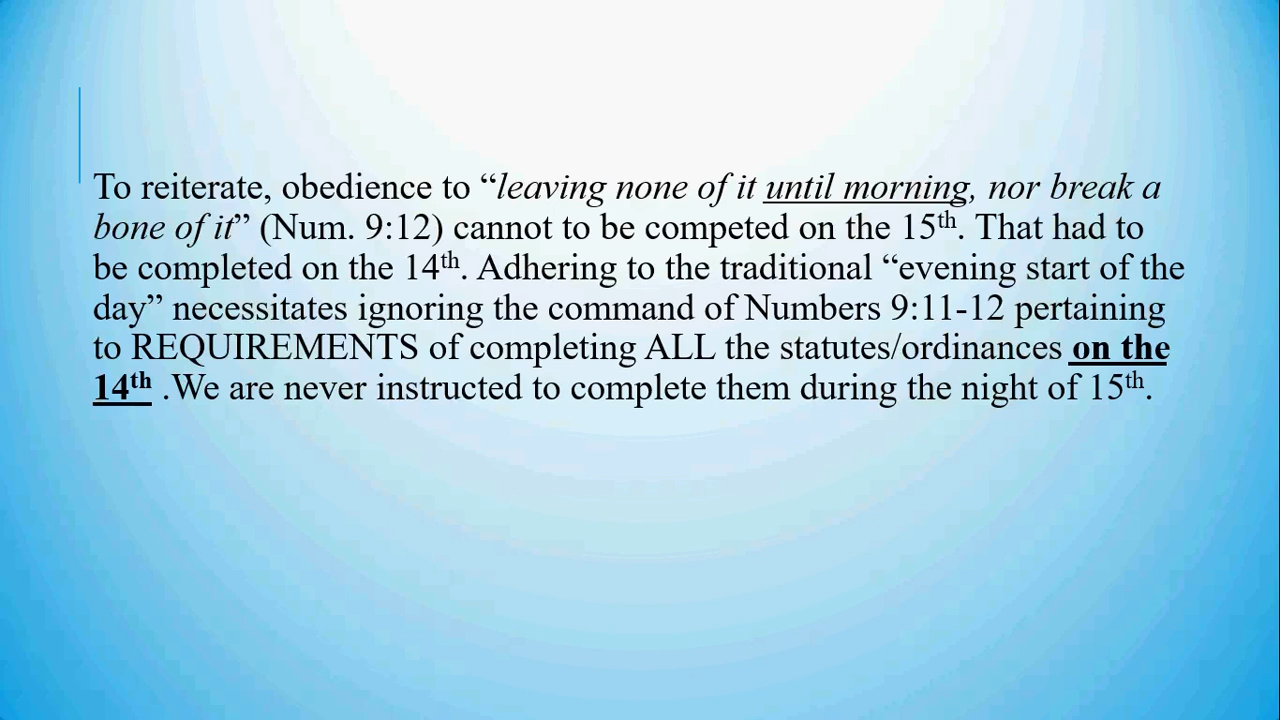 To reiterate, obedience to “leaving none of it until morning, nor break a
bone of it” (Num. 9:12) cannot to be competed on the 15th. That had to
be completed on the 14th. Adhering to the traditional “evening start of the
day” necessitates ignoring the command of Numbers 9:11-12 pertaining
to REQUIREMENTS of completing ALL the statutes/ordinances on the
14th .We are never instructed to complete them during the night of 15th.